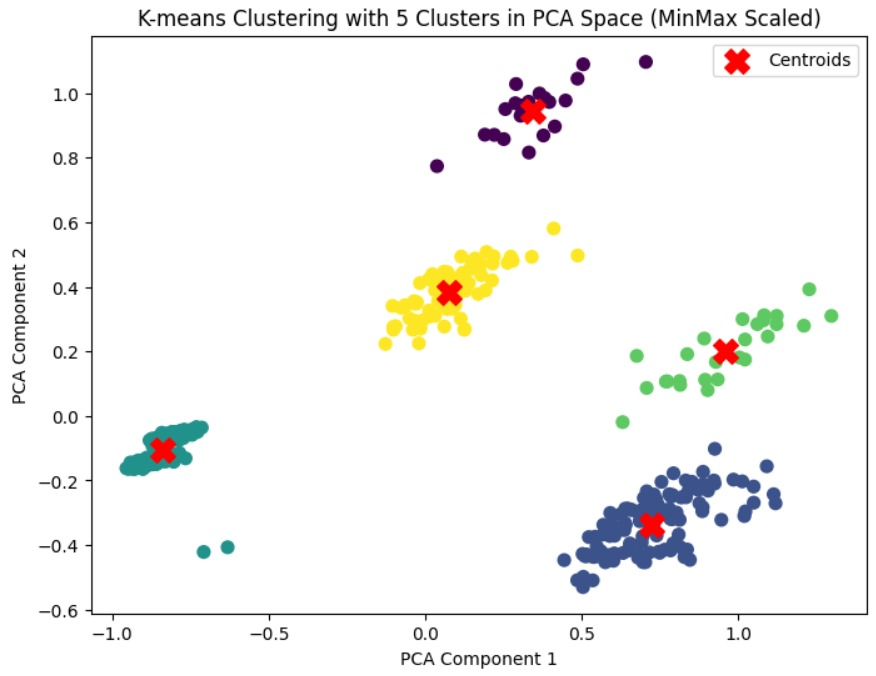 K-means Clustering with 5 Clusters in PCA Space (MinMax Scaled)
Centroids
1.0
0.8
0.6
0.4
0.2
0.0
−0.2
−0.4
−0.6
PCA Component 2
−1.0 −0.5 0.0 0.5 1.0
PCA Component 1